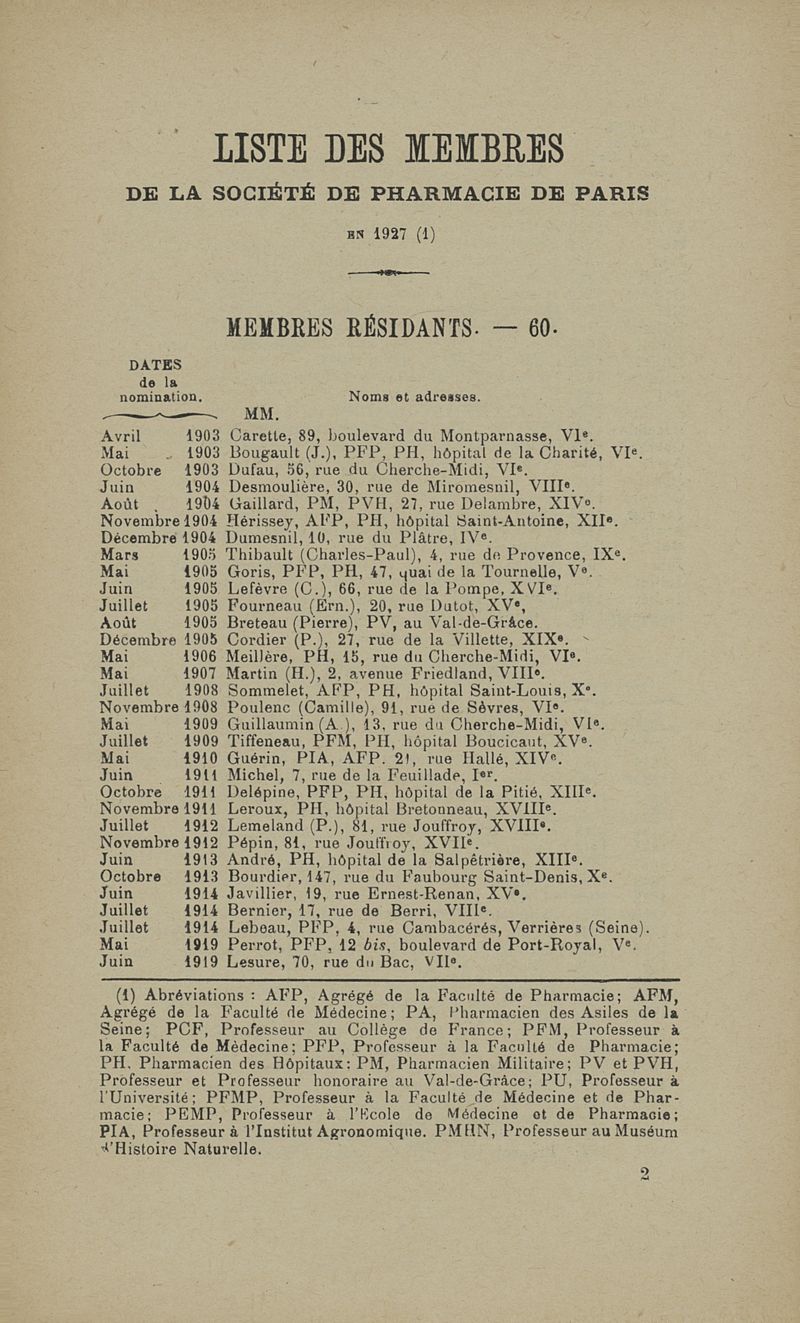 LISTE DES MEMBRES
DE LA SOCIÉTÉ DE PHARMACIE DE PARIS
EN 1927 (1)
MEMBRES RÉSIDANTS. — 60.
DATES
de la
nomination.
Noms et adresses.
MM.
Avril 1903 Carette, 89, boulevard du Montparnasse, VIe.
Mai 1903 Bougault (J.), PFP, PH, hôpital de la Charité, VIe.
Octobre 1903 Dufau, 56, rue du Cherche-Midi, VIe.
Juin 1904 Desmoulière, 30, rue de Miromesnil, VIIIe.
Août 1904 Gaillard, PM, PVH, 27, rue Delambre, XIVe.
Novembre 1904 Hérissey, AFP, PH, hôpital Saint-Antoine, XIIe.
Décembre 1904 Dumesnil, 10, rue du Plâtre, IVe.
Mars 1905 Thibault (Charles-Paul), 4, rue de Provence, IXe.
Mai 1905 Goris, PFP, PH, 47, quai de la Tournelle, Ve.
Juin 1905 Lefèvre (C.), 66, rue de la Pompe, XVIe.
Juillet 1905 Fourneau (Ern.), 20, rue Dutot, XVe,
Août 1905 Breteau (Pierre), PV, au Val-de-Grâce.
Décembre 1905 Cordier (P.), 27, rue de la Villette, XIXe.
Mai 1906 Meillère, PH, 15, rue du Cherche-Midi, VIe.
Mai 1907 Martin (H.), 2, avenue Friedland, VIIIe.
Juillet 1908 Sommelet, AFP, PH, hôpital Saint-Louis, Xe.
Novembre 1908 Poulenc (Camille), 91, rue de Sèvres, VIe.
Mai 1909 Guillaumin (A.), 13, rue du Cherche-Midi, VIe.
Juillet 1909 Tiffeneau, PFM, PH, hôpital Boucicaut, XVe.
Mai 1910 Guérin, PIA, AFP. 21, rue Hallé, XIVe.
Juin 1911 Michel, 7, rue de la Feuillade, Ier.
Octobre 1911 Delépine, PFP, PH, hôpital de la Pitié, XIIIe.
Novembre 1911 Leroux, PH, hôpital Bretonneau, XVIIIe.
Juillet 1912 Lemeland (P.), 81, rue Jouffroy, XVIIIe.
Novembre 1912 Pépin, 81, rue Jouffroy, XVIIe.
Juin 1913 André, PH, hôpital de la Salpêtrière, XIIIe.
Octobre 1913 Bourdier, 147, rue du Faubourg Saint-Denis, Xe.
Juin 1914 Javillier, 19, rue Ernest-Renan, XVe.
Juillet 1914 Bernier, 17, rue de Berri, VIIIe.
Juillet 1914 Lebeau, PFP, 4, rue Cambacérés, Verrières (Seine).
Mai 1919 Perrot, PFP, 12 bis, boulevard de Port-Royal, Ve.
Juin 1919 Lesure, 70, rue du Bac, VIIe.
(1) Abréviations : AFP, Agrégé de la Faculté de Pharmacie; AFM,
Agrégé de la Faculté de Médecine; PA, Pharmacien des Asiles de la
Seine; PCF, Professeur au Collège de France; PFM, Professeur à
la Faculté de Médecine; PFP, Professeur à la Faculté de Pharmacie;
PH, Pharmacien des Hôpitaux: PM, Pharmacien Militaire; PV et PVH,
Professeur et Professeur honoraire au Val-de-Grâce; PU, Professeur à
l'Université; PFMP, Professeur à la Faculté de Médecine et de Phar-
macie; PEMP, Professeur à l'Ecole de Médecine et de Pharmacie;
PIA, Professeur à l'Institut Agronomique. PMHN, Professeur au Muséum
d'Histoire Naturelle.
2